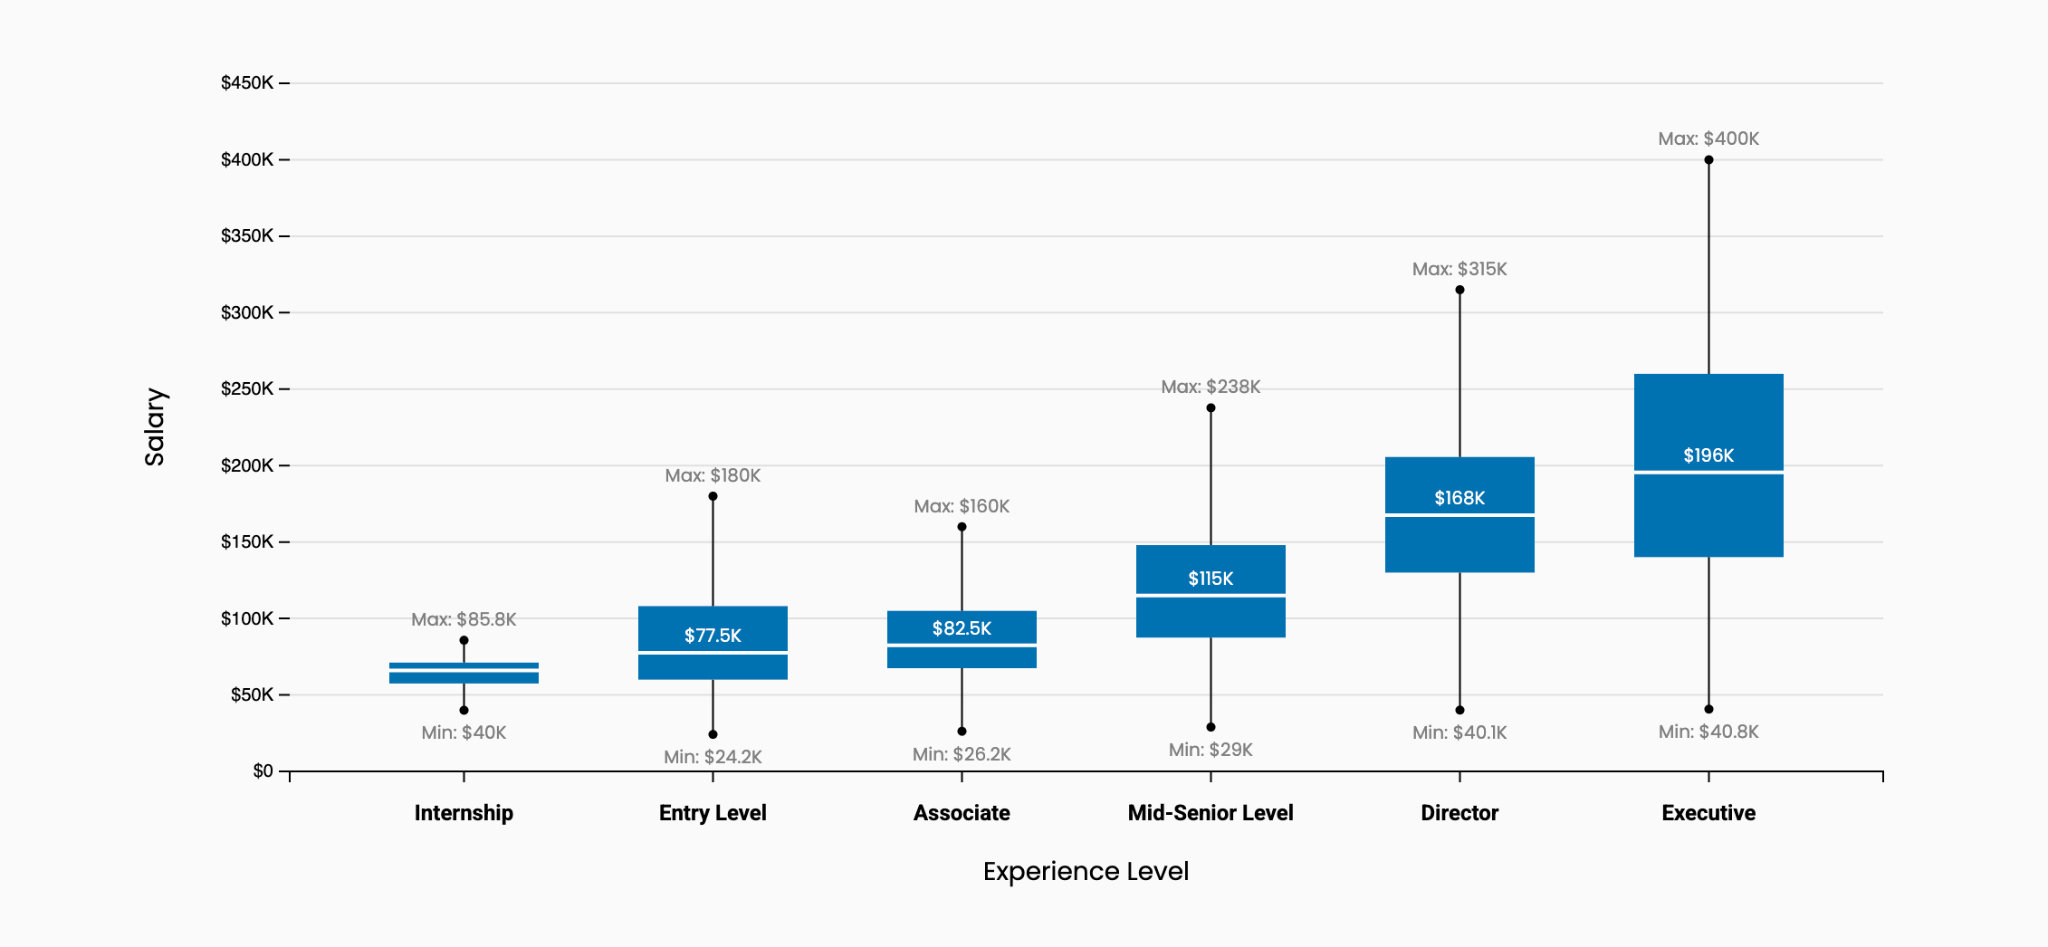 $450K
$400K
$350K
$300K
$250K
$200K
$150K
$100K
$50K
$0
Salary
Max: $85.8K
Min: $40K
Max: $180K
$77.5K
Min: $24.2K
Max: $160K
$82.5K
Min: $26.2K
Max: $238K
$115K
Min: $29K
Max: $315K
$168K
Min: $40.1K
Max: $400K
$196K
Min: $40.8K
Internship
Entry Level
Associate
Mid-Senior Level
Director
Executive
Experience Level